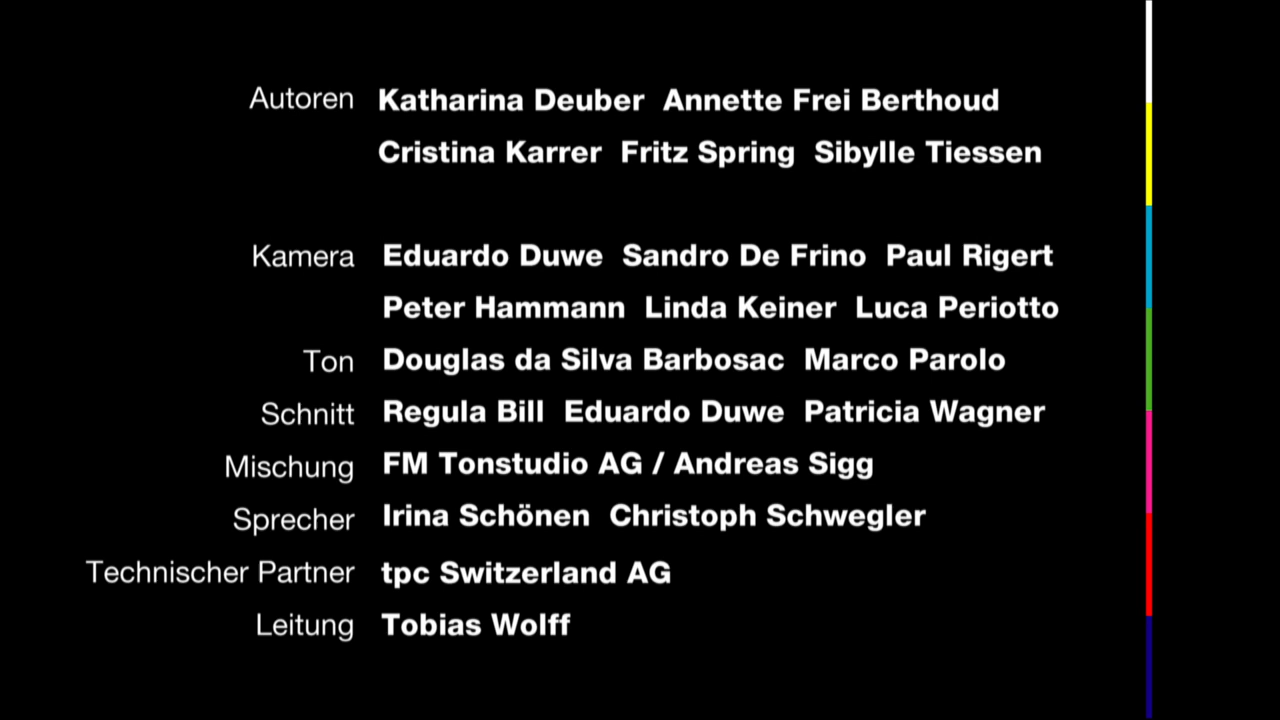 Autoren Katharina Deuber Annette Frei Berthoud
Cristina Karrer Fritz Spring Sibylle Tiessen
Kamera Eduardo Duwe Sandro De Frino Paul Rigert
Peter Hammann Linda Keiner Luca Periotto
Ton Douglas da Silva Barbosac Marco Parolo
Schnitt Regula Bill Eduardo Duwe Patricia Wagner
Mischung FM Tonstudio AG / Andreas Sigg
Sprecher Irina Schönen Christoph Schwegler
Technischer Partner tpc Switzerland AG
Leitung Tobias Wolff